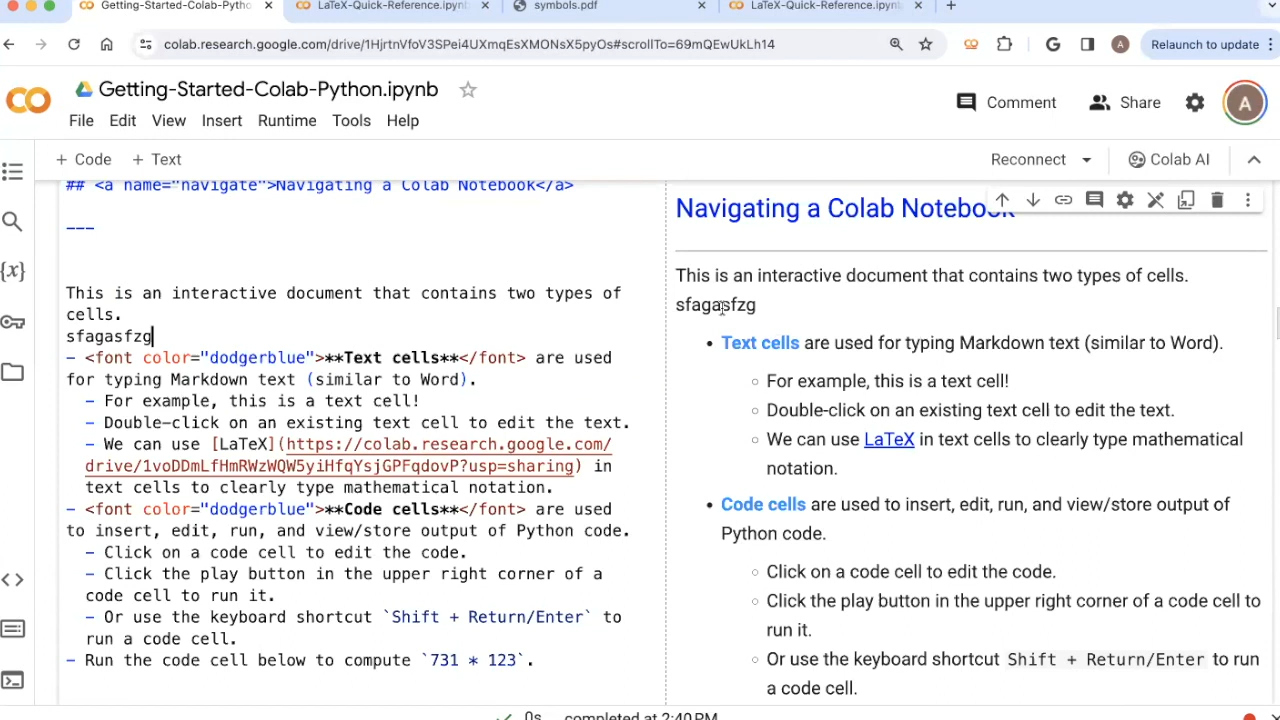 Getting-Started-Colab-Pytho
LaTeX-Quick-Reference.ipynb
symbols.pdf
LaTeX-Quick-Reference.ipynb
colab.research.google.com/drive/1HjrtnVfoV3SPei4UXmqEsXMONsX5pyOs#scrollTo=69mQEwUkLh14
A
Relaunch to update
Getting-Started-Colab-Python.ipynb
Comment
Share
A
File Edit View Insert Runtime Tools Help
+ Code + Text
Reconnect
Colab AI
## <a name="navigate">Navigating a Colab Notebook</a>
---
This is an interactive document that contains two types of
cells.
sfagasfzg
- <font color="dodgerblue">**Text cells**</font> are used
for typing Markdown text (similar to Word).
- For example, this is a text cell!
- Double-click on an existing text cell to edit the text.
- We can use [LaTeX](https://colab.research.google.com/
drive/1voDDmLfHmRWzWQW5yiHfqYsjGPFqdovP?usp=sharing) in
text cells to clearly type mathematical notation.
- <font color="dodgerblue">**Code cells**</font> are used
to insert, edit, run, and view/store output of Python code.
- Click on a code cell to edit the code.
- Click the play button in the upper right corner of a
code cell to run it.
- Or use the keyboard shortcut `Shift + Return/Enter` to
run a code cell.
- Run the code cell below to compute `731 * 123`.
Navigating a Colab Notebook
This is an interactive document that contains two types of cells.
sfagasfzg
• Text cells are used for typing Markdown text (similar to Word).
○ For example, this is a text cell!
○ Double-click on an existing text cell to edit the text.
○ We can use LaTeX in text cells to clearly type mathematical
notation.
• Code cells are used to insert, edit, run, and view/store output of
Python code.
○ Click on a code cell to edit the code.
○ Click the play button in the upper right corner of a code cell to
run it.
○ Or use the keyboard shortcut Shift + Return/Enter to run
a code cell.
0s completed at 2:40 PM